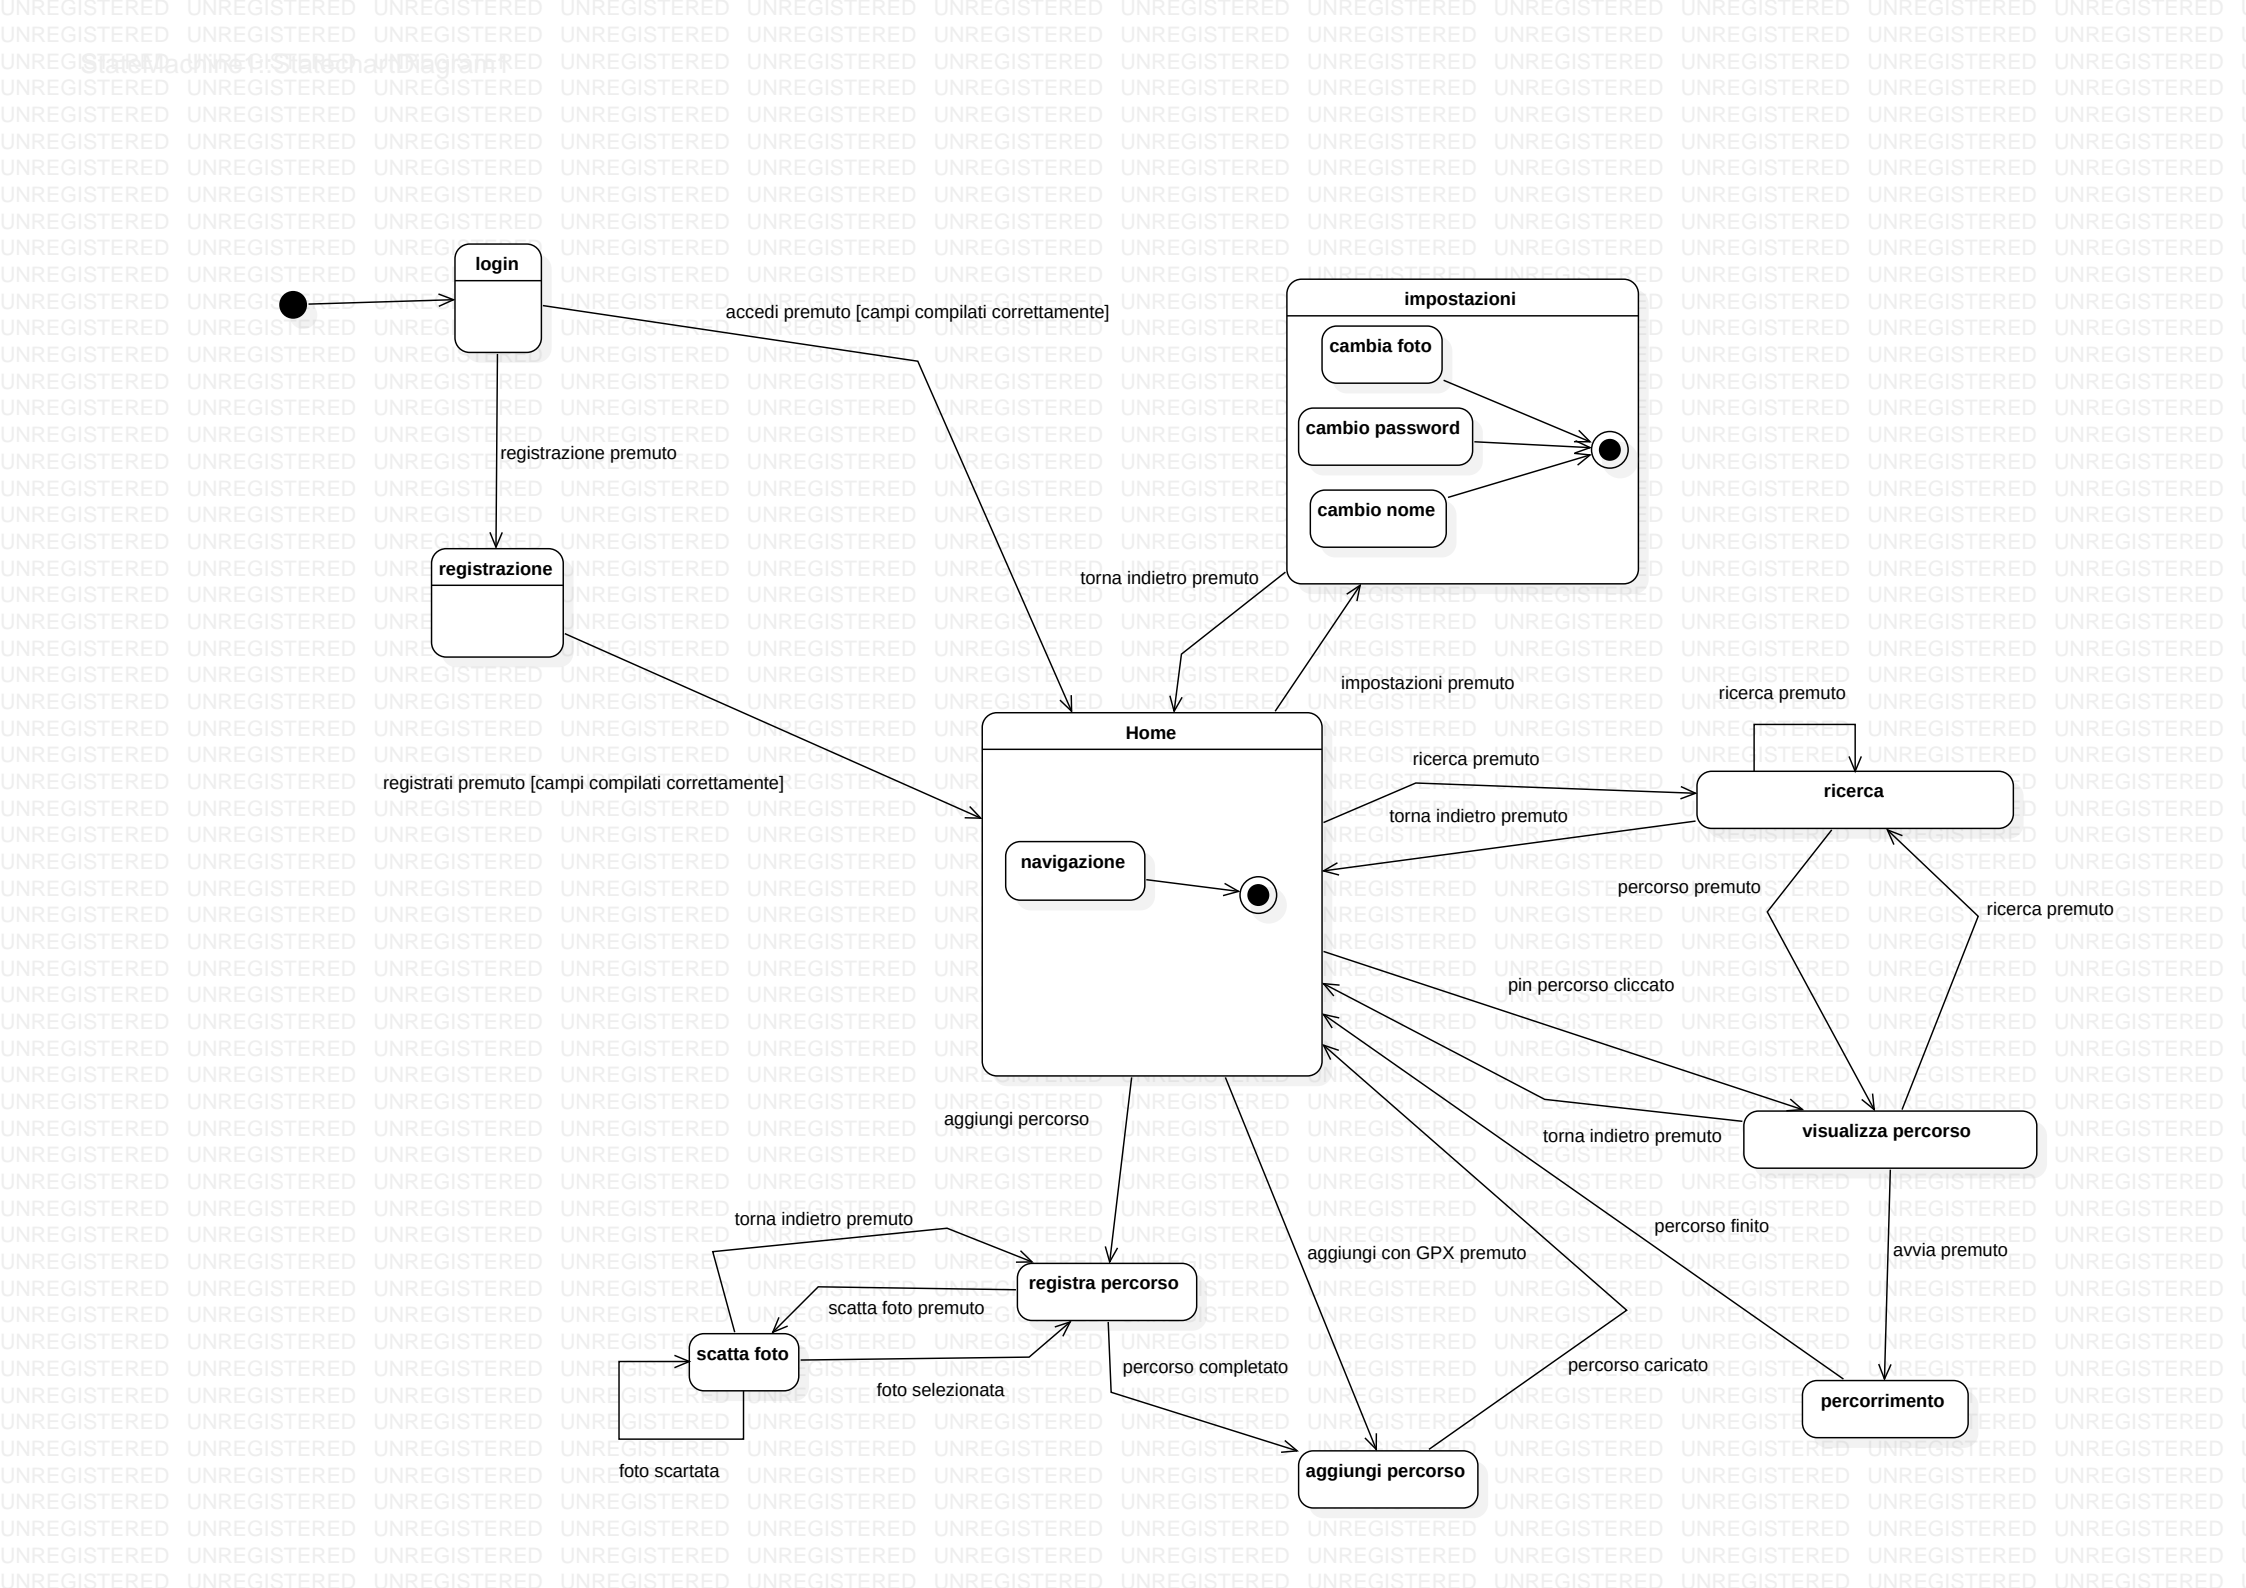 StateMachine1::StatechartDiagram1
login
accedi premuto [campi compilati correttamente]
impostazioni
cambia foto
cambio password
cambio nome
registrazione premuto
registrazione
torna indietro premuto
impostazioni premuto
ricerca premuto
Home
ricerca premuto
registrati premuto [campi compilati correttamente]
ricerca
torna indietro premuto
navigazione
percorso premuto
ricerca premuto
pin percorso cliccato
aggiungi percorso
torna indietro premuto
visualizza percorso
torna indietro premuto
percorso finito
aggiungi con GPX premuto
avvia premuto
registra percorso
scatta foto premuto
scatta foto
percorso completato
percorso caricato
foto selezionata
percorrimento
foto scartata
aggiungi percorso